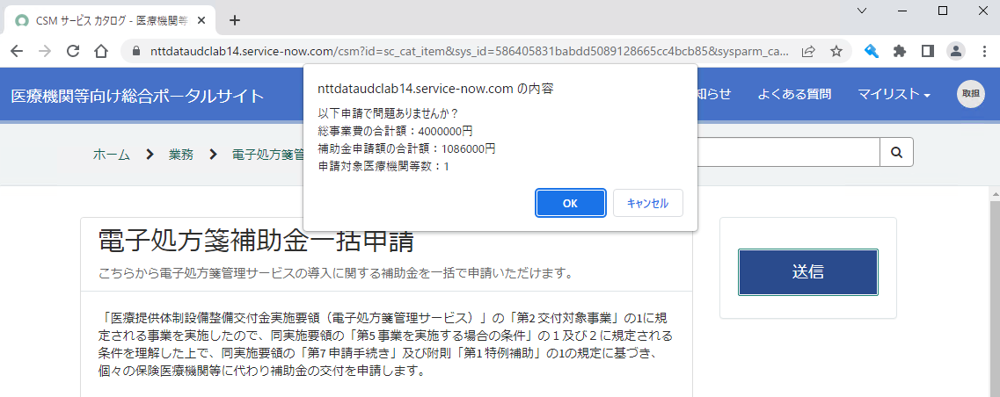 CSM サービス カタログ - 医療機関等
nttdataudclab14.service-now.com/csm?id=sc_cat_item&sys_id=586405831babdd5089128665cc4bcb85&sysparm_ca...
医療機関等向け総合ポータルサイト
知らせ
よくある質問
マイリスト
取担
nttdataudclab14.service-now.com の内容
以下申請で問題ありませんか？
総事業費の合計額：4000000円
補助金申請額の合計額：1086000円
申請対象医療機関等数：1
OK
キャンセル
ホーム
業務
電子処方箋管
電子処方箋補助金一括申請
こちらから電子処方箋管理サービスの導入に関する補助金を一括で申請いただけます。
送信
「医療提供体制設備整備交付金実施要領（電子処方箋管理サービス）」の「第2 交付対象事業」の1に規
定される事業を実施したので、同実施要領の「第5 事業を実施する場合の条件」の１及び２に規定される
条件を理解した上で、同実施要領の「第7 申請手続き」及び附則「第1 特例補助」の1の規定に基づき、
個々の保険医療機関等に代わり補助金の交付を申請します。